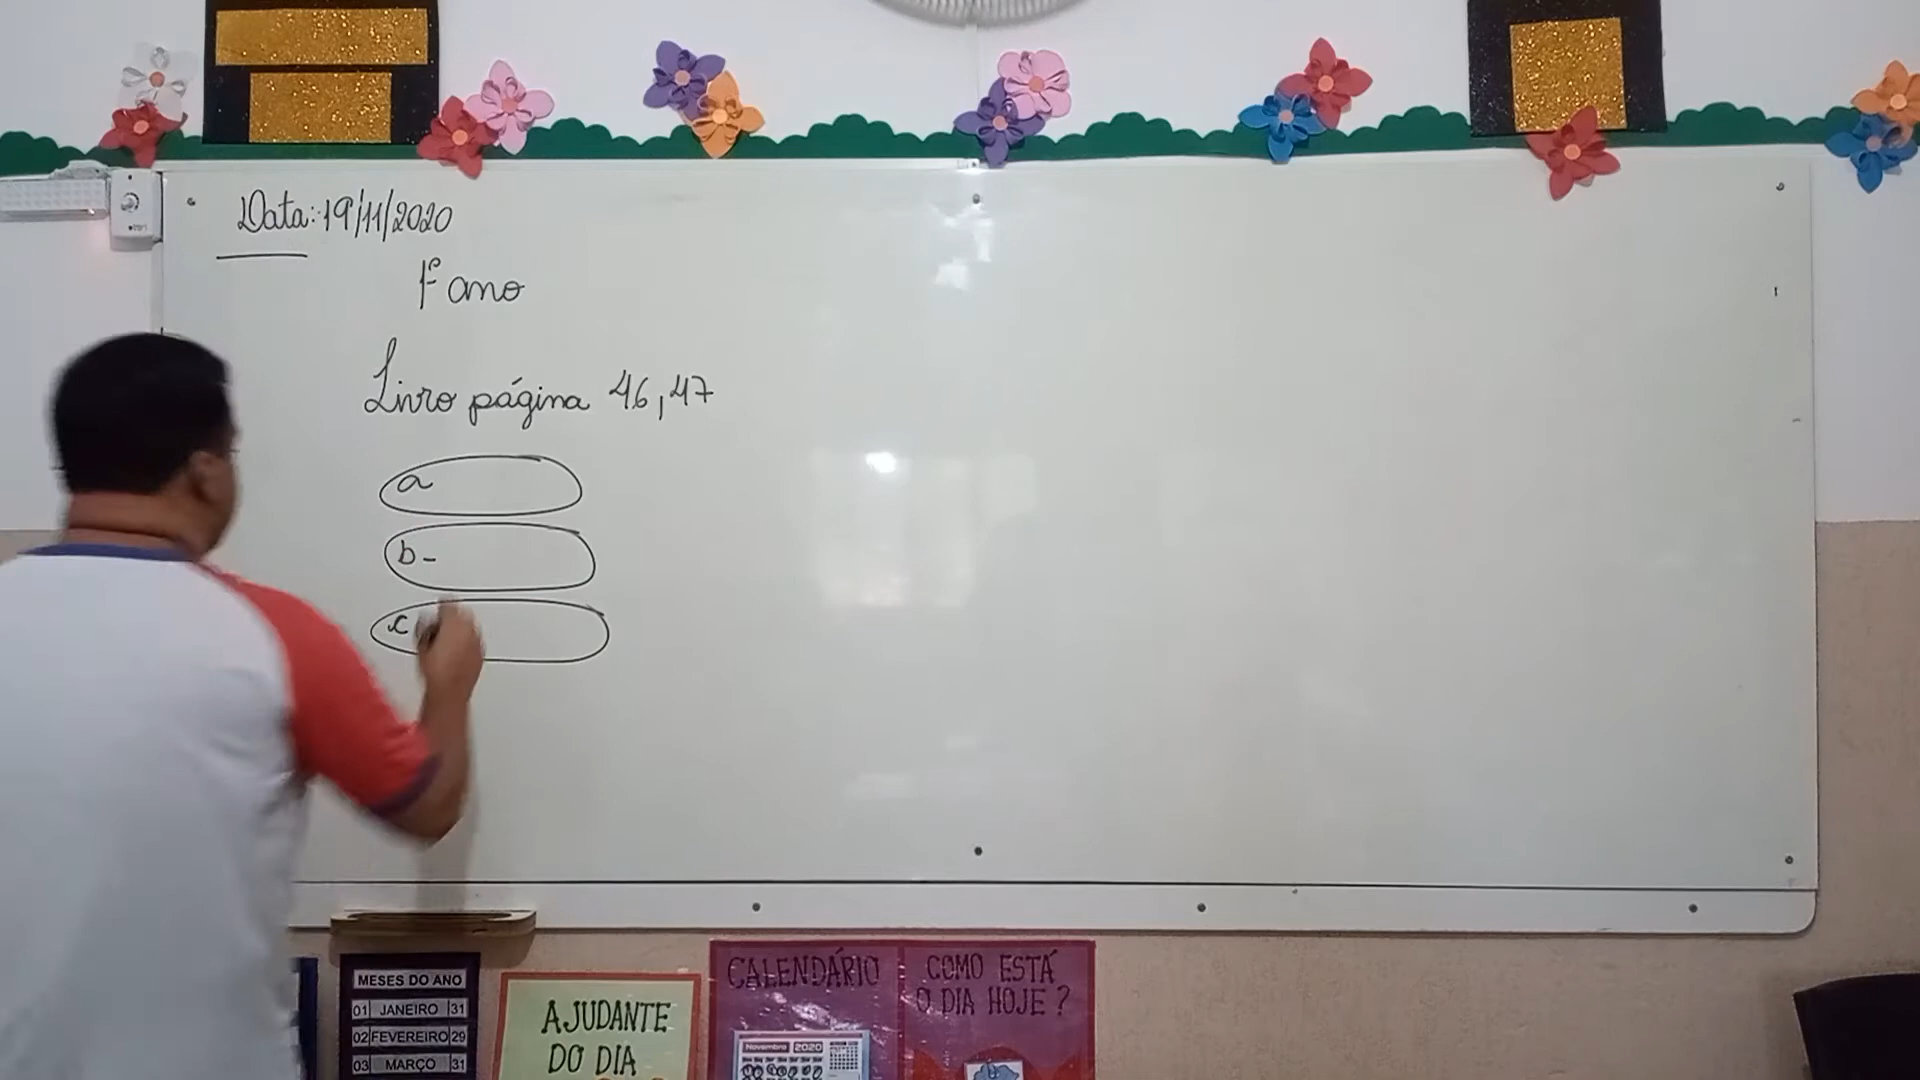 Data: 19/11/2020
1º ano
Livro página 46, 47
a
b-
c
MESES DO ANO
01 JANEIRO 31
02 FEVEREIRO 29
03 MARÇO 31
AJUDANTE
DO DIA
CALENDÁRIO
Novembro 2020
COMO ESTÁ
O DIA HOJE?